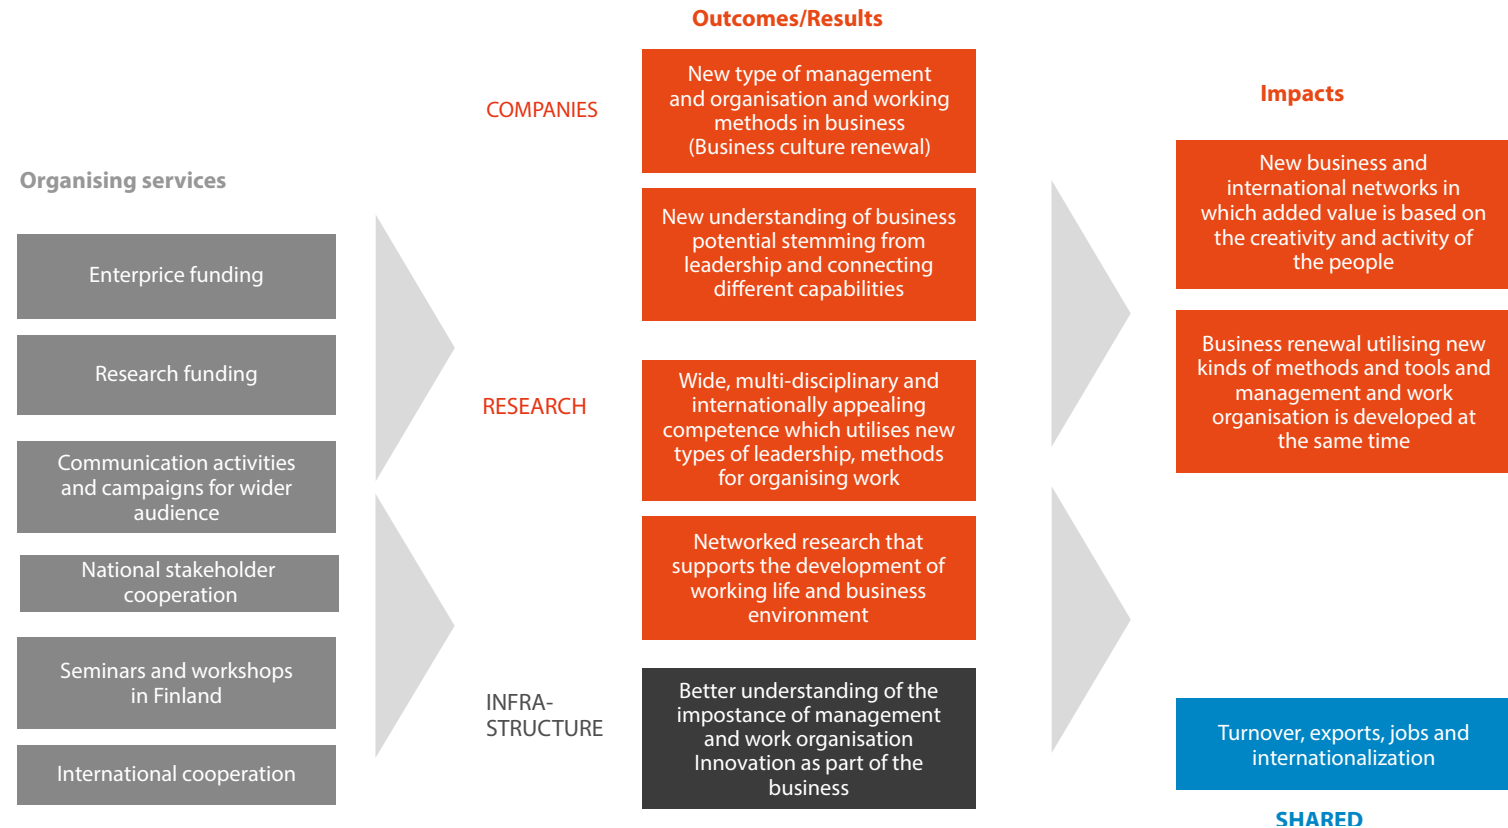 Organising services
Enterprice funding
Research funding
Communication activities
and campaigns for wider
audience
National stakeholder
cooperation
Seminars and workshops
in Finland
International cooperation
Outcomes/Results
COMPANIES
New type of management
and organisation and working
methods in business
(Business culture renewal)
New understanding of business
potential stemming from
leadership and connecting
different capabilities
RESEARCH
Wide, multi-disciplinary and
internationally appealing
competence which utilises new
types of leadership, methods
for organising work
Networked research that
supports the development of
working life and business
environment
INFRA-
STRUCTURE
Better understanding of the
impostance of management
and work organisation
Innovation as part of the
business
Impacts
New business and
international networks in
which added value is based on
the creativity and activity of
the people
Business renewal utilising new
kinds of methods and tools and
management and work
organisation is developed at
the same time
Turnover, exports, jobs and
internationalization
SHARED